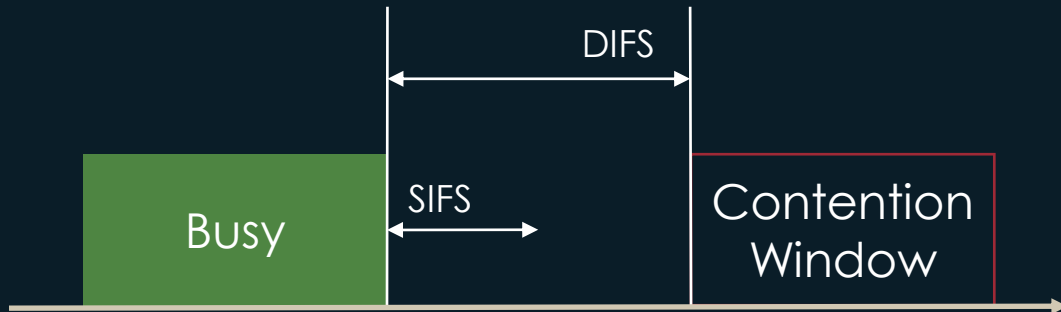 DIFS
SIFS
Busy
Contention
Window